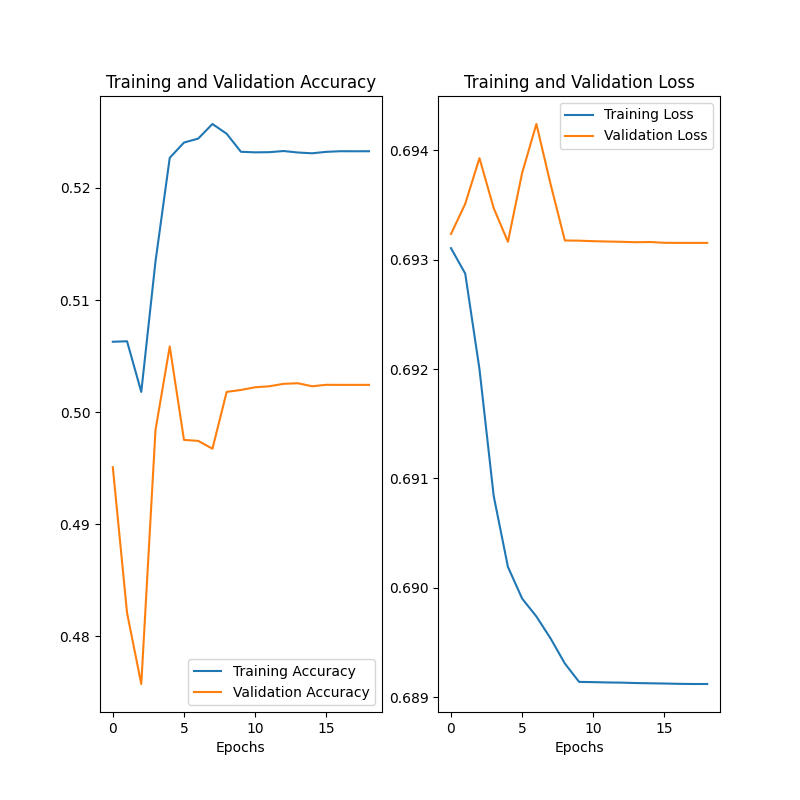 Training and Validation Accuracy
0.52
0.51
0.50
0.49
0.48
Training Accuracy
Validation Accuracy
0 5 10 15
Epochs
Training and Validation Loss
Training Loss
Validation Loss
0.694
0.693
0.692
0.691
0.690
0.689
0 5 10 15
Epochs